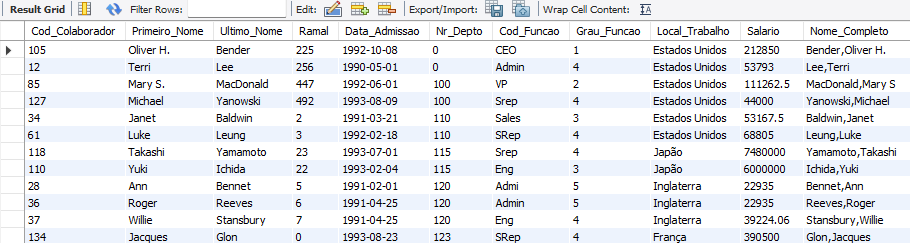 Result Grid Filter Rows: Edit: Export/Import: Wrap Cell Content:
Cod_Colaborador Primeiro_Nome Ultimo_Nome Ramal Data_Admissao Nr_Depto Cod_Funcao Grau_Funcao Local_Trabalho Salario Nome_Completo
105 Oliver H. Bender 225 1992-10-08 0 CEO 1 Estados Unidos 212850 Bender,Oliver H.
12 Terri Lee 256 1990-05-01 0 Admin 4 Estados Unidos 53793 Lee,Terri
85 Mary S. MacDonald 447 1992-06-01 100 VP 2 Estados Unidos 111262.5 MacDonald,Mary S
127 Michael Yanowski 492 1993-08-09 100 Srep 4 Estados Unidos 44000 Yanowski,Michael
34 Janet Baldwin 2 1991-03-21 110 Sales 3 Estados Unidos 53167.5 Baldwin,Janet
61 Luke Leung 3 1992-02-18 110 SRep 4 Estados Unidos 68805 Leung,Luke
118 Takashi Yamamoto 23 1993-07-01 115 Srep 4 Japão 7480000 Yamamoto,Takashi
110 Yuki Ichida 22 1993-02-04 115 Eng 3 Japão 6000000 Ichida,Yuki
28 Ann Bennet 5 1991-02-01 120 Admi 5 Inglaterra 22935 Bennet,Ann
36 Roger Reeves 6 1991-04-25 120 Admin 5 Inglaterra 22935 Reeves,Roger
37 Willie Stansbury 7 1991-04-25 120 Eng 4 Inglaterra 39224.06 Stansbury,Willie
134 Jacques Glon 0 1993-08-23 123 SRep 4 França 390500 Glon,Jacques